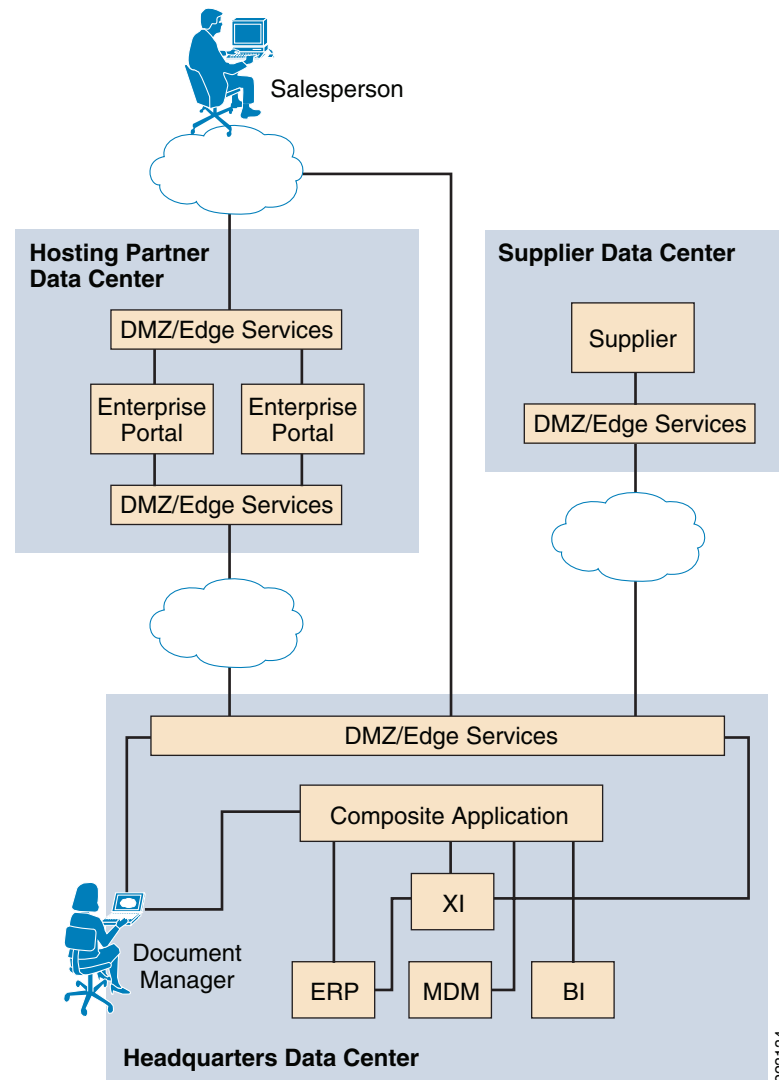 Salesperson
Hosting Partner
Data Center
Supplier Data Center
DMZ/Edge Services
Supplier
Enterprise
Portal
Enterprise
Portal
DMZ/Edge Services
DMZ/Edge Services
DMZ/Edge Services
Composite Application
XI
Document
Manager
ERP
MDM
BI
Headquarters Data Center